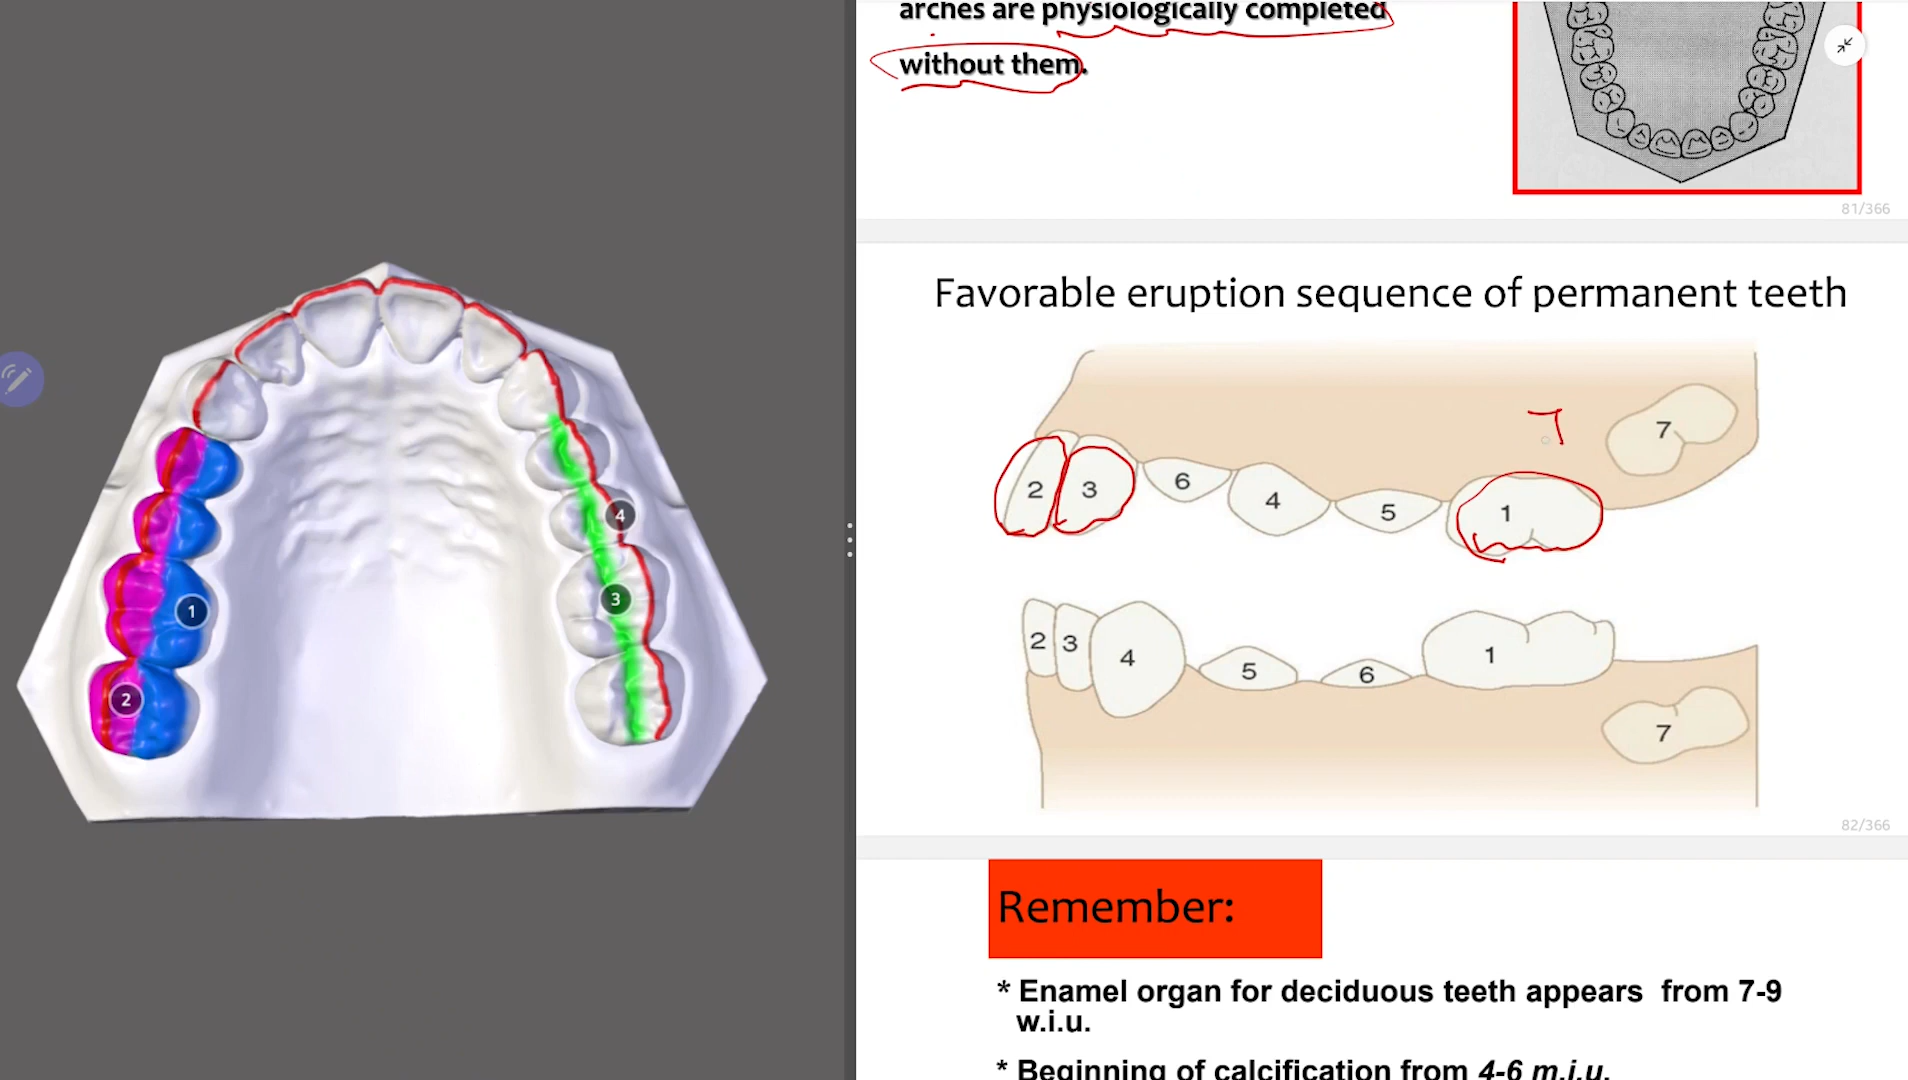 arches are physiologically completed
without them.
81/366
Favorable eruption sequence of permanent teeth
7
7
2 3 6 4 5 1
2 3 4 5 6 1
7
82/366
Remember:
* Enamel organ for deciduous teeth appears from 7-9
w.i.u.
* Beginning of calcification from 4-6 m.i.u.
4
3
1
2